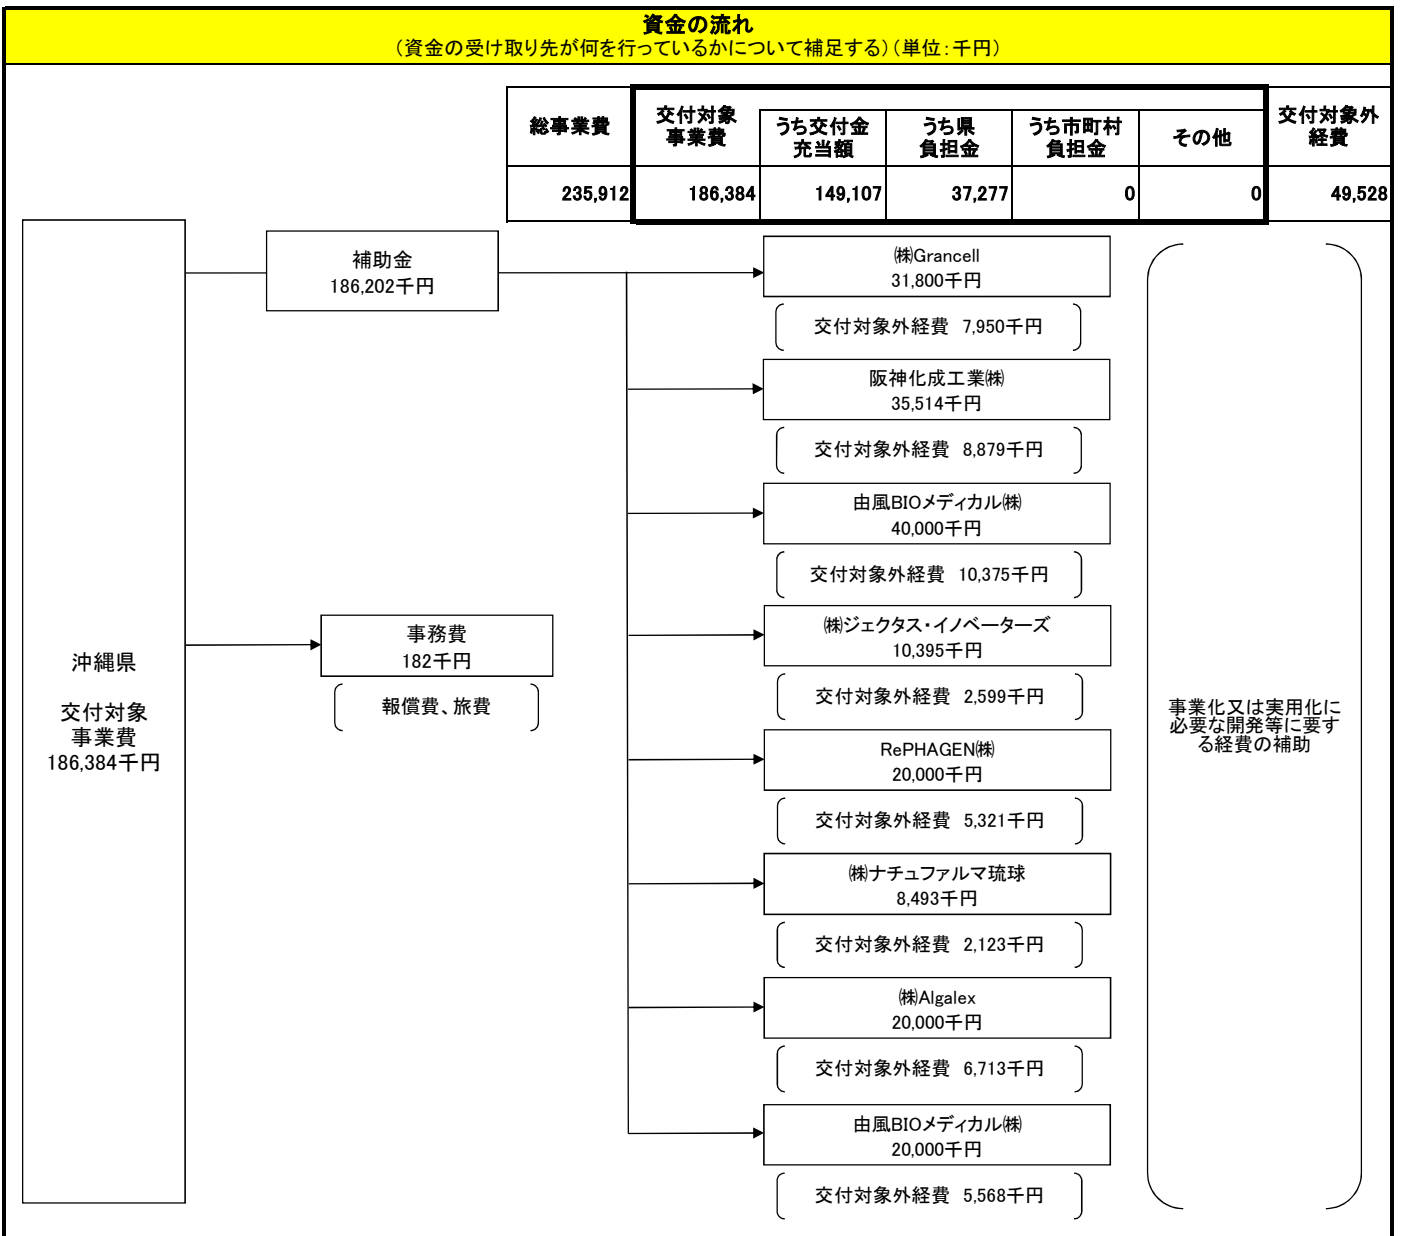 資金の流れ
（資金の受け取り先が何を行っているかについて補足する）（単位：千円）
総事業費
交付対象
事業費
うち交付金
充当額
うち県
負担金
うち市町村
負担金
その他
交付対象外
経費
235,912
186,384
149,107
37,277
0
0
49,528
補助金
186,202千円
㈱Grancell
31,800千円
交付対象外経費 7,950千円
阪神化成工業㈱
35,514千円
交付対象外経費 8,879千円
由風BIOメディカル㈱
40,000千円
交付対象外経費 10,375千円
事務費
182千円
報償費、旅費
㈱ジェクタス・イノベーターズ
10,395千円
交付対象外経費 2,599千円
沖縄県
交付対象
事業費
186,384千円
事業化又は実用化に
必要な開発等に要す
る経費の補助
RePHAGEN㈱
20,000千円
交付対象外経費 5,321千円
㈱ナチュファルマ琉球
8,493千円
交付対象外経費 2,123千円
㈱Algalex
20,000千円
交付対象外経費 6,713千円
由風BIOメディカル㈱
20,000千円
交付対象外経費 5,568千円